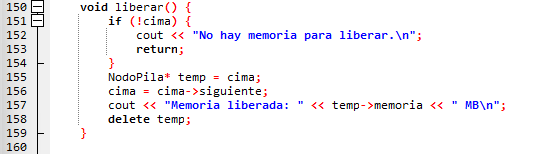 150 void liberar() {
151 if (!cima) {
152 cout << "No hay memoria para liberar.\n";
153 return;
154 }
155 NodoPila* temp = cima;
156 cima = cima->siguiente;
157 cout << "Memoria liberada: " << temp->memoria << " MB\n";
158 delete temp;
159 }
160